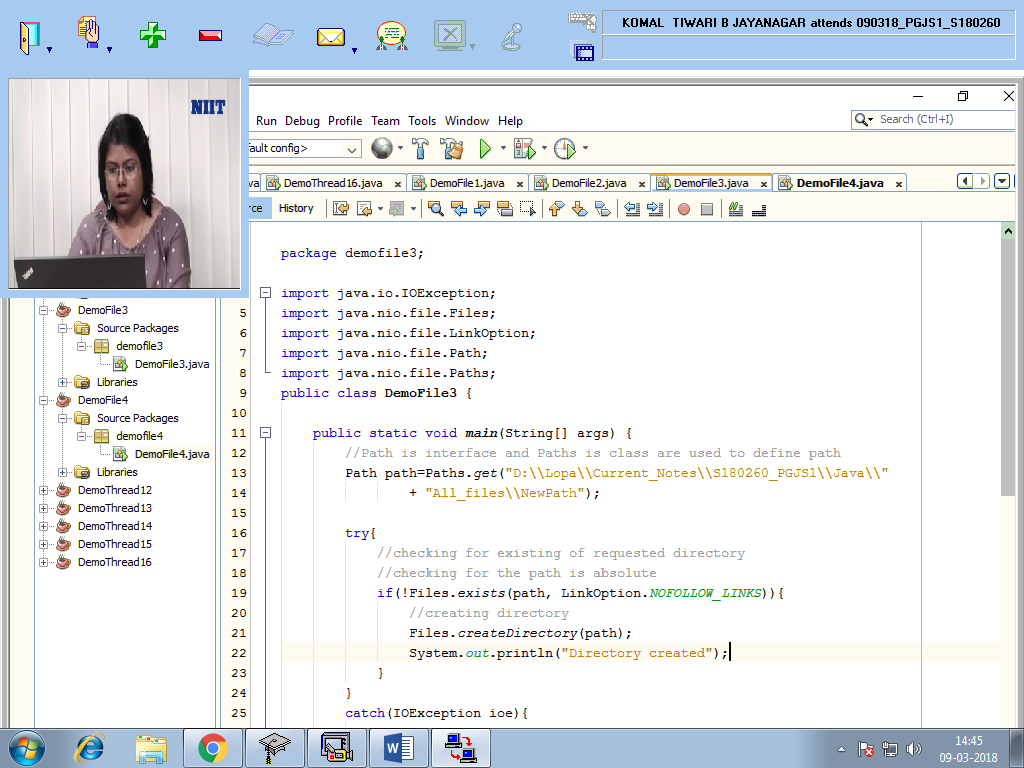 KOMAL TIWARI B JAYANAGAR attends 090318_PGJS1_S180260
NIIT
Run Debug Profile Team Tools Window Help
Search (Ctrl+I)
fault config>
va DemoThread16.java x DemoFile1.java x DemoFile2.java x DemoFile3.java x DemoFile4.java x
rce History
package demofile3;
import java.io.IOException;
5 import java.nio.file.Files;
6 import java.nio.file.LinkOption;
7 import java.nio.file.Path;
8 import java.nio.file.Paths;
9 public class DemoFile3 {
10
11 public static void main(String[] args) {
12 //Path is interface and Paths is class are used to define path
13 Path path=Paths.get("D:\\Lopa\\Current_Notes\\S180260_PGJS1\\Java\\"
14 + "All_files\\NewPath");
15
16 try{
17 //checking for existing of requested directory
18 //checking for the path is absolute
19 if(!Files.exists(path, LinkOption.NOFOLLOW_LINKS)){
20 //creating directory
21 Files.createDirectory(path);
22 System.out.println("Directory created");
23 }
24 }
25 catch(IOException ioe){
DemoFile3
Source Packages
demofile3
DemoFile3.java
Libraries
DemoFile4
Source Packages
demofile4
DemoFile4.java
Libraries
DemoThread12
DemoThread13
DemoThread14
DemoThread15
DemoThread16
14:45
09-03-2018